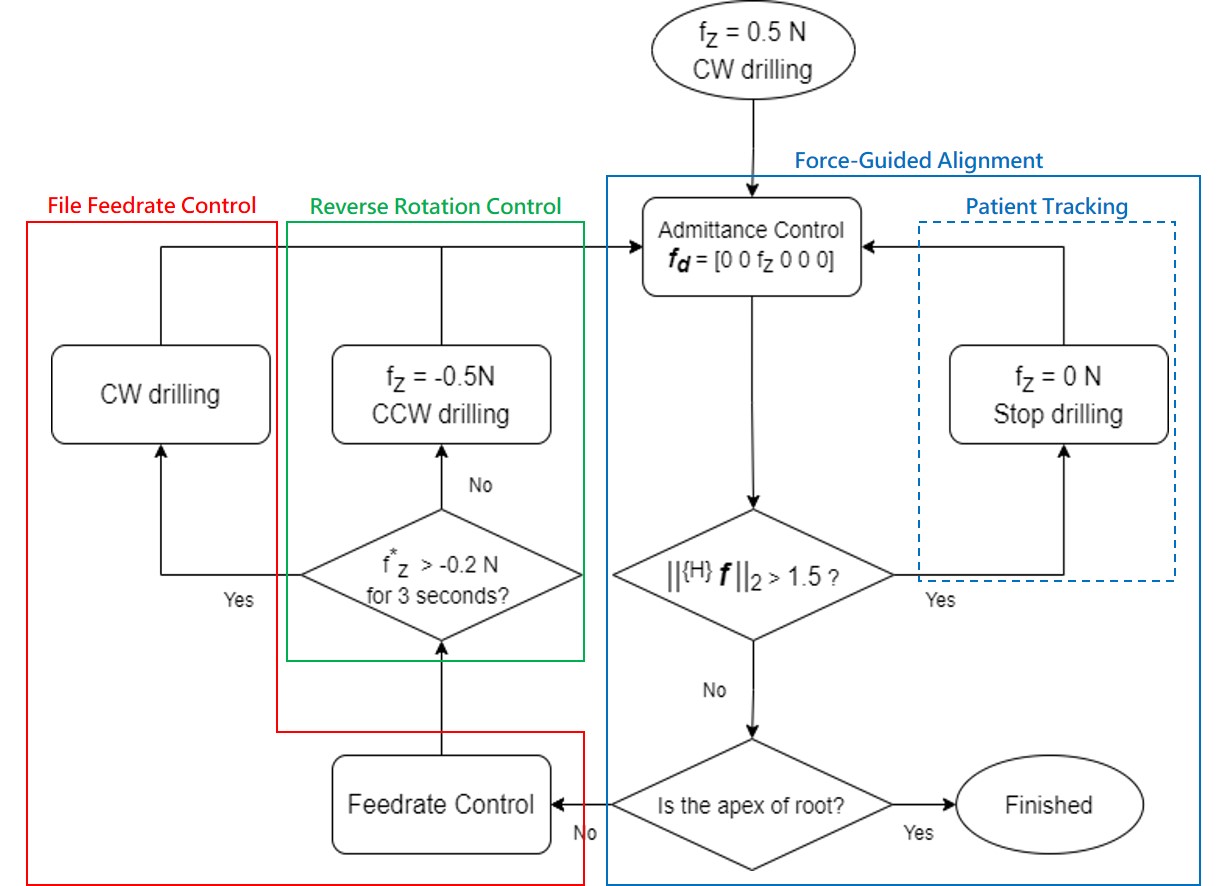 f_z = 0.5 N
CW drilling
Force-Guided Alignment
File Feedrate Control
Reverse Rotation Control
Patient Tracking
Admittance Control
f_d = [0 0 f_z 0 0 0]
CW drilling
f_z = -0.5N
CCW drilling
f_z = 0 N
Stop drilling
No
f*_z > -0.2 N
for 3 seconds?
||{H} f||_2 > 1.5 ?
Yes
Yes
No
Feedrate Control
Is the apex of root?
Finished
No
Yes